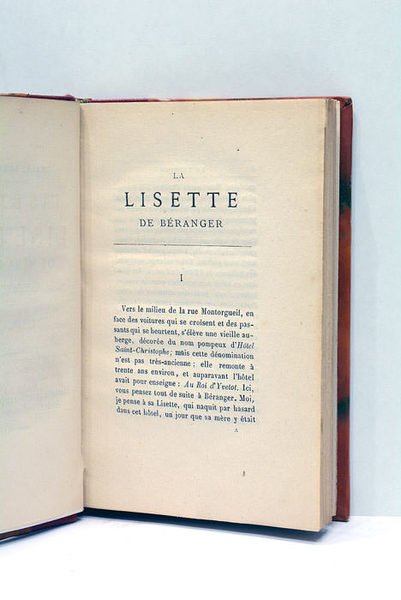 LA
LISETTE
DE BÉRANGER
I
Vers le milieu de la rue Montorgueil, en
face des voitures qui se croisent et des pas-
sants qui se heurtent, s'élève une vieille au-
berge, décorée du nom pompeux d'Hôtel
Saint-Christophe; mais cette dénomination
n'est pas très-ancienne; elle remonte à
trente ans environ, et auparavant l'hôtel
avait pour enseigne : Au Roi d'Yvetot. Ici,
vous pensez tout de suite à Béranger. Moi,
je pense à sa Lisette, qui naquit par hasard
dans cet hôtel, un jour que sa mère y était